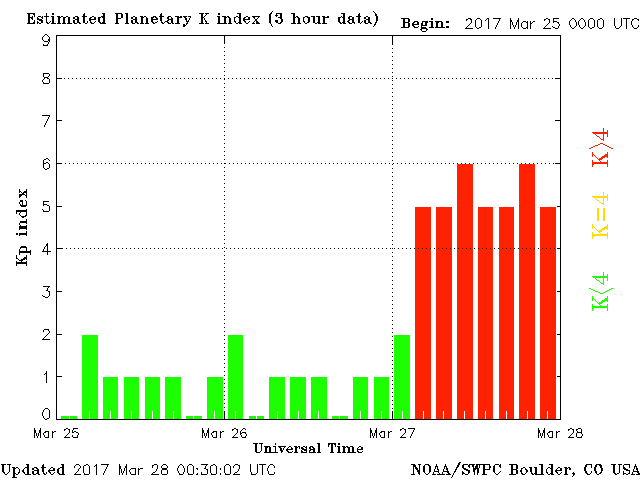 Estimated Planetary K index (3 hour data) Begin: 2017 Mar 25 0000 UTC
9
8
7
6
5
4
3
2
1
0
Kp index
K>4
K=4
K<4
Mar 25 Mar 26 Mar 27 Mar 28
Universal Time
Updated 2017 Mar 28 00:30:02 UTC NOAA/SWPC Boulder, CO USA